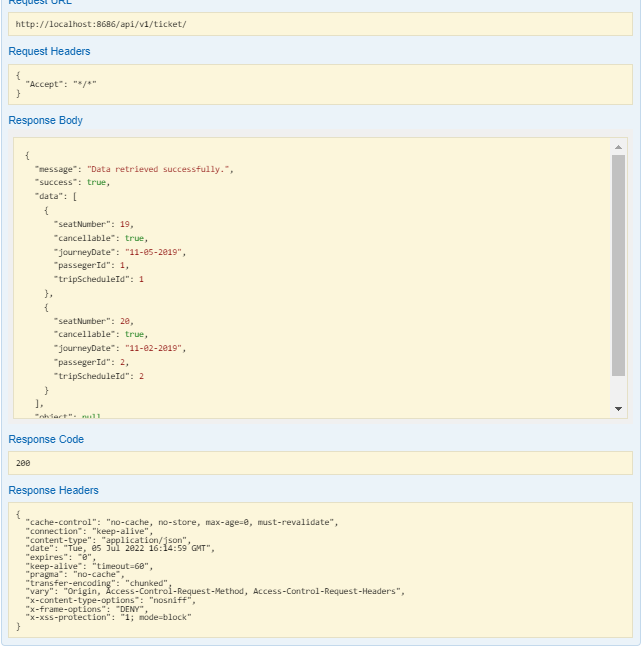 Request URL
http://localhost:8686/api/v1/ticket/
Request Headers
{
"Accept": "*/*"
}
Response Body
{
"message": "Data retrieved successfully.",
"success": true,
"data": [
{
"seatNumber": 19,
"cancellable": true,
"journeyDate": "11-05-2019",
"passegerId": 1,
"tripScheduleId": 1
},
{
"seatNumber": 20,
"cancellable": true,
"journeyDate": "11-02-2019",
"passegerId": 2,
"tripScheduleId": 2
}
],
"object": null
Response Code
200
Response Headers
{
"cache-control": "no-cache, no-store, max-age=0, must-revalidate",
"connection": "keep-alive",
"content-type": "application/json",
"date": "Tue, 05 Jul 2022 16:14:59 GMT",
"expires": "0",
"keep-alive": "timeout=60",
"pragma": "no-cache",
"transfer-encoding": "chunked",
"vary": "Origin, Access-Control-Request-Method, Access-Control-Request-Headers",
"x-content-type-options": "nosniff",
"x-frame-options": "DENY",
"x-xss-protection": "1; mode=block"
}